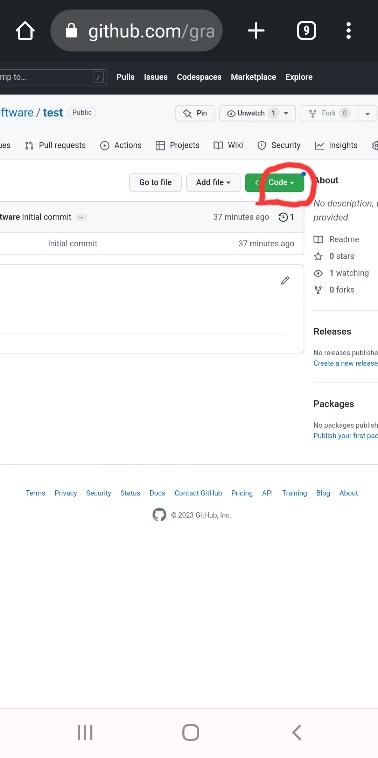 github.com/gra
9
mp to...
/
Pulls Issues Codespaces Marketplace Explore
ftware / test Public
Pin Unwatch 1 Fork 0
ues Pull requests Actions Projects Wiki Security Insights
Go to file Add file Code
About
tware Initial commit ... 37 minutes ago 1
No description,
provided.
Initial commit 37 minutes ago
Readme
0 stars
1 watching
0 forks
Releases
No releases publishe
Create a new release
Packages
No packages publish
Publish your first pac
Terms Privacy Security Status Docs Contact GitHub Pricing API Training Blog About
© 2023 GitHub, Inc.